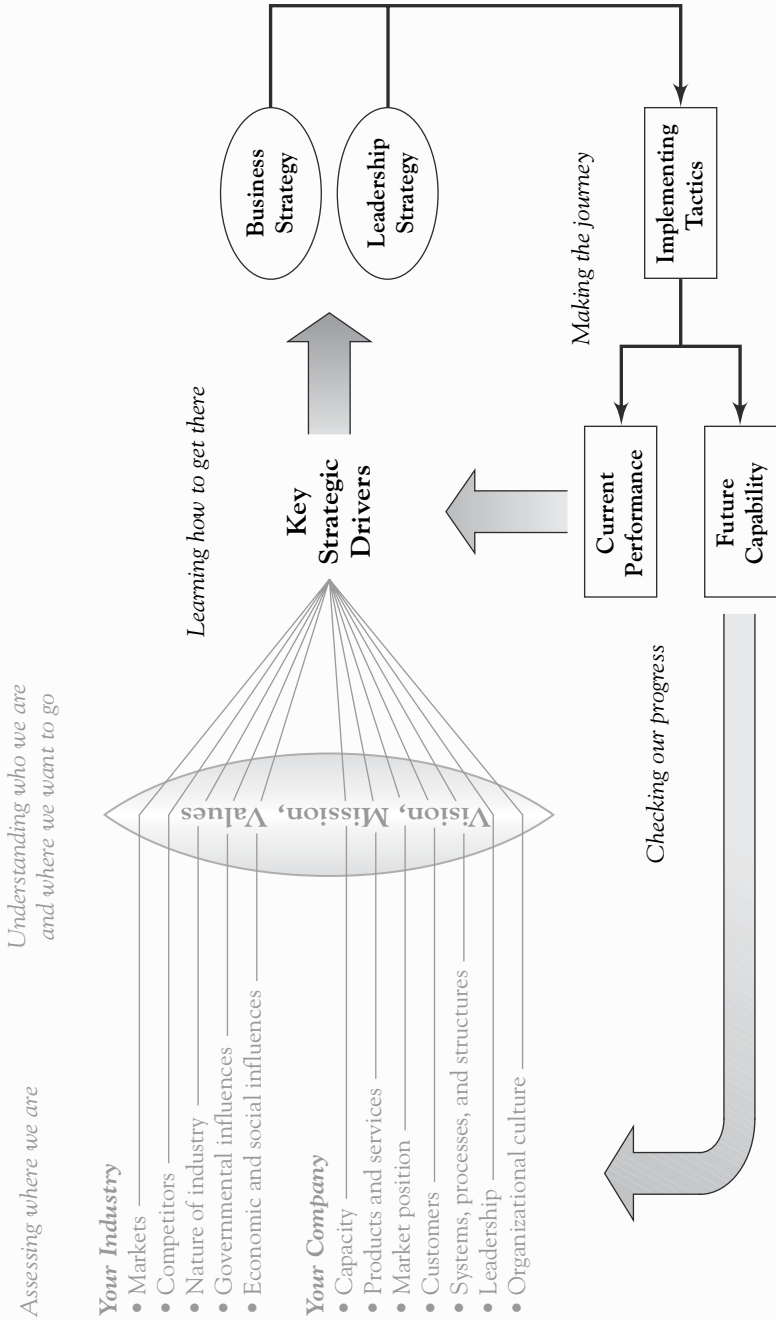 Assessing where we are
Understanding who we are
and where we want to go
Your Industry
• Markets
• Competitors
• Nature of industry
• Governmental influences
• Economic and social influences
Your Company
• Capacity
• Products and services
• Market position
• Customers
• Systems, processes, and structures
• Leadership
• Organizational culture
Vision, Mission, Values
Learning how to get there
Key
Strategic
Drivers
Business
Strategy
Leadership
Strategy
Making the journey
Implementing
Tactics
Current
Performance
Future
Capability
Checking our progress